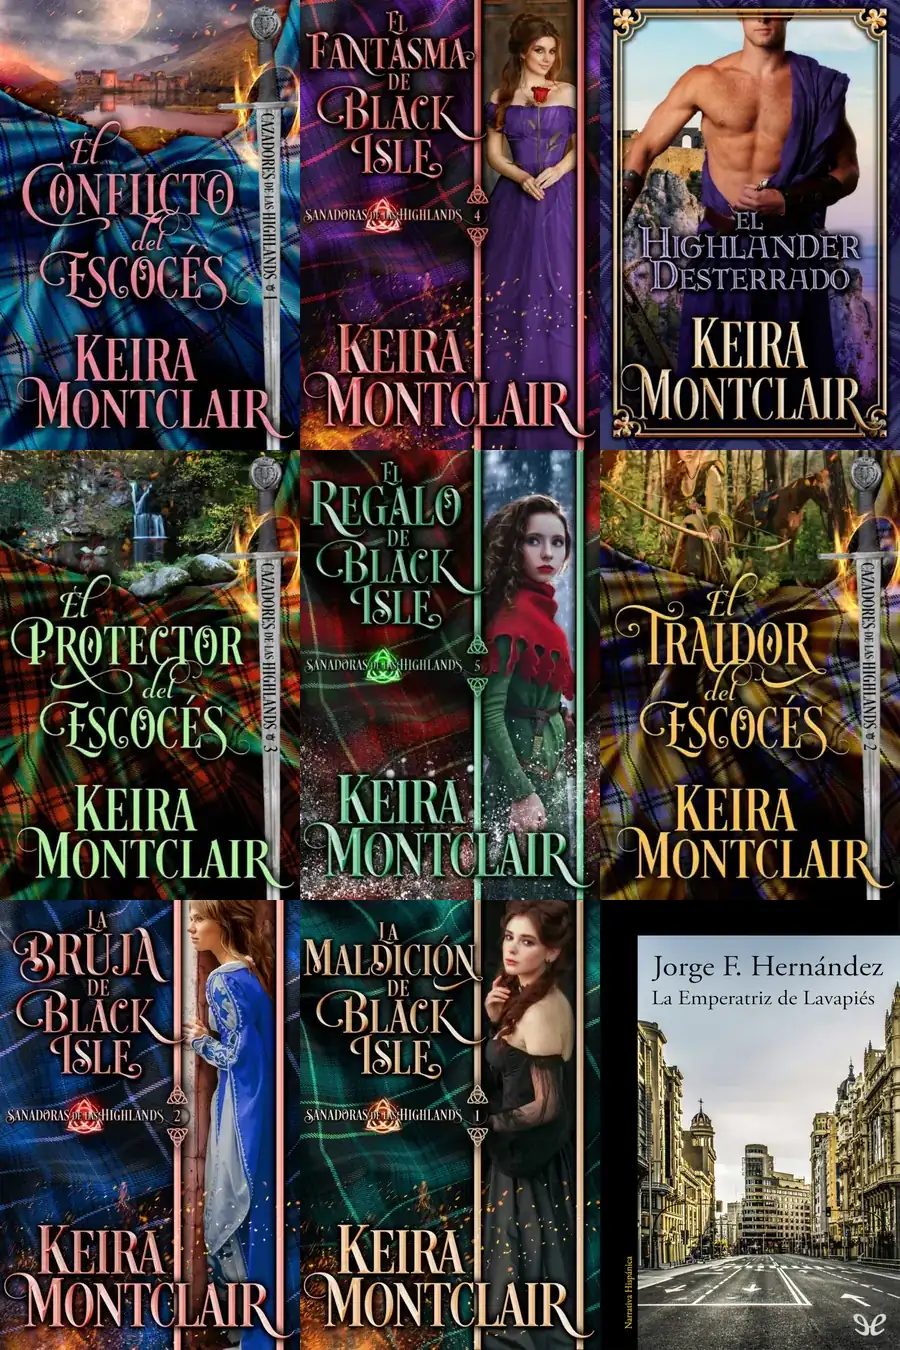 El
Conflicto
del
Escocés
CAZADORES DE LAS HIGHLANDS 1
Keira
Montclair
El
Fantasma
de
Black
Isle
Sanadoras de las Highlands 4
Keira
Montclair
El
Highlander
Desterrado
Keira
Montclair
El
Protector
del
Escocés
CAZADORES DE LAS HIGHLANDS 3
Keira
Montclair
El
Regalo
de
Black
Isle
Sanadoras de las Highlands 5
Keira
Montclair
El
Traidor
del
Escocés
CAZADORES DE LAS HIGHLANDS 2
Keira
Montclair
La
Bruja
de
Black
Isle
Sanadoras de las Highlands 2
Keira
Montclair
La
Maldición
de
Black
Isle
Sanadoras de las Highlands 1
Keira
Montclair
Jorge F. Hernández
La Emperatriz de Lavapiés
Narrativa Hispánica